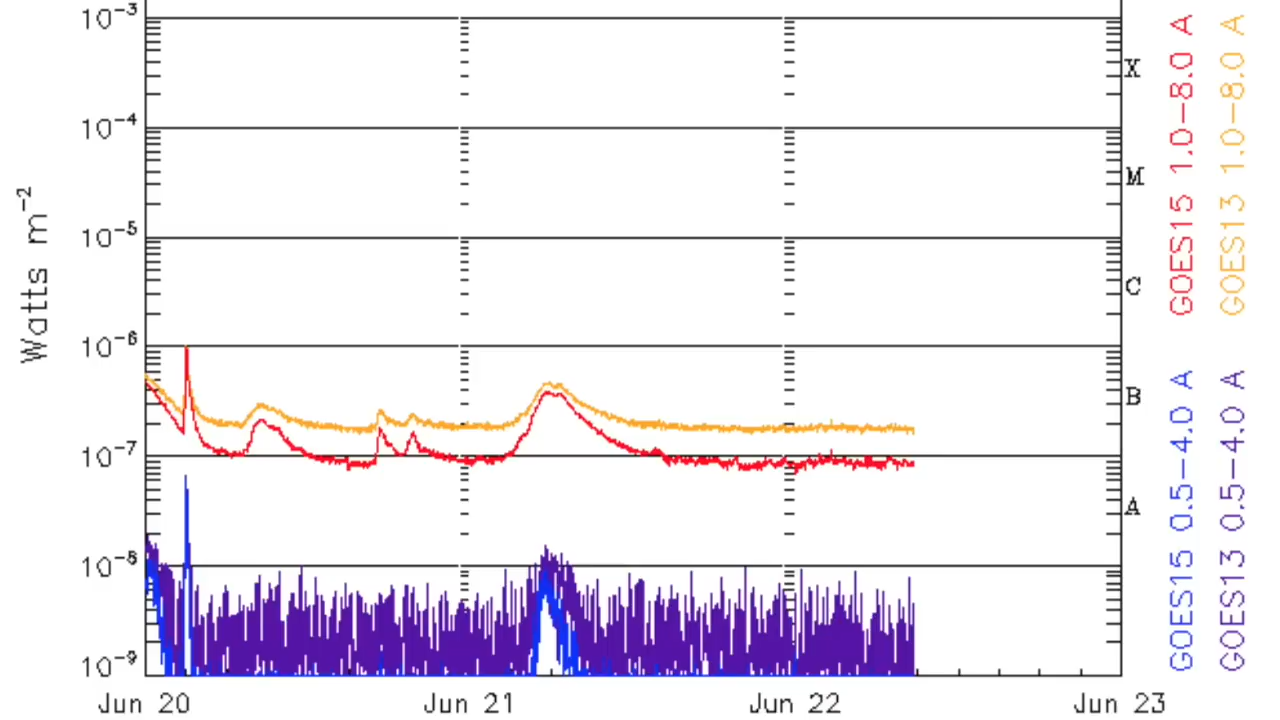 10⁻³
10⁻⁴
10⁻⁵
10⁻⁶
10⁻⁷
10⁻⁸
10⁻⁹
Watts m⁻²
X
M
C
B
A
GOES15 1.0-8.0 A
GOES13 1.0-8.0 A
GOES15 0.5-4.0 A
GOES13 0.5-4.0 A
Jun 20 Jun 21 Jun 22 Jun 23